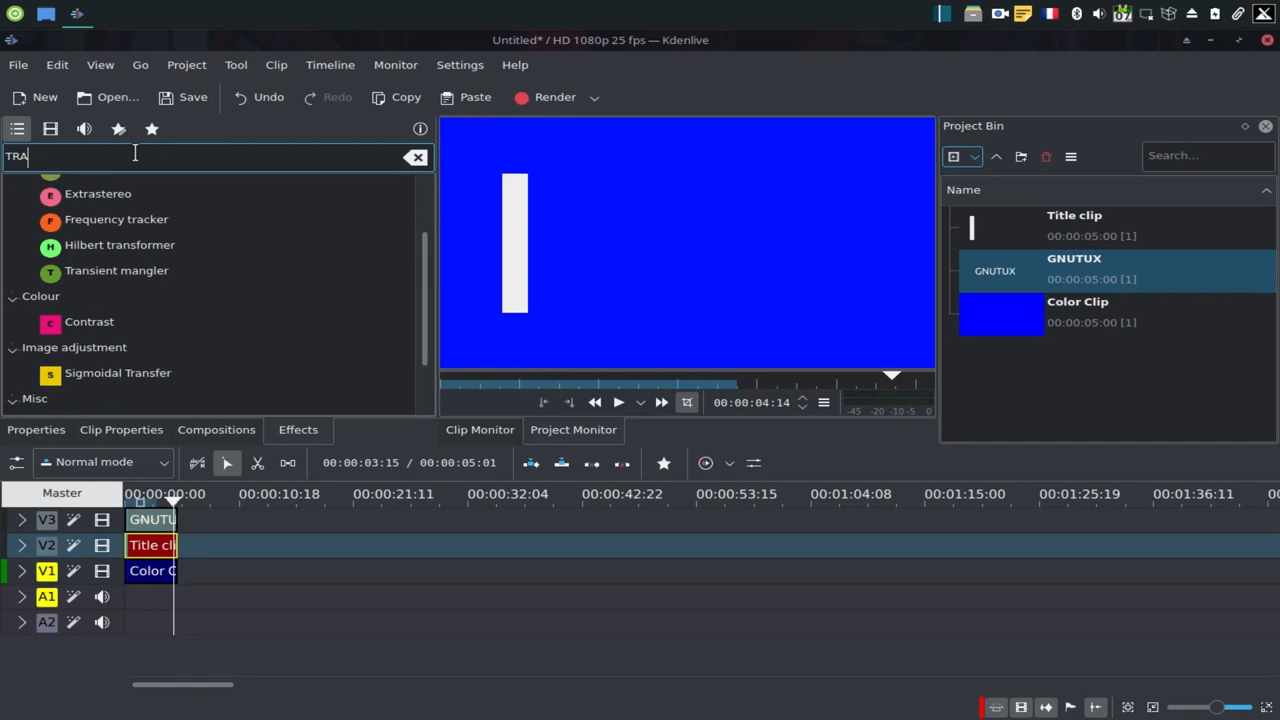 07
Untitled* / HD 1080p 25 fps — Kdenlive
File Edit View Go Project Tool Clip Timeline Monitor Settings Help
New Open... Save Undo Redo Copy Paste Render
TRA
E Extrastereo
F Frequency tracker
H Hilbert transformer
T Transient mangler
Colour
C Contrast
Image adjustment
S Sigmoidal Transfer
Misc
Properties Clip Properties Compositions Effects
00:00:04:14
-45 -20 -10 -5 0
Clip Monitor Project Monitor
Project Bin
Search...
Name
Title clip
00:00:05:00 [1]
GNUTUX
GNUTUX
00:00:05:00 [1]
Color Clip
00:00:05:00 [1]
Normal mode 00:00:03:15 / 00:00:05:01
Master 00:00:00:00 00:00:10:18 00:00:21:11 00:00:32:04 00:00:42:22 00:00:53:15 00:01:04:08 00:01:15:00 00:01:25:19 00:01:36:11 00
V3 GNUTU
V2 Title cli
V1 Color C
A1
A2